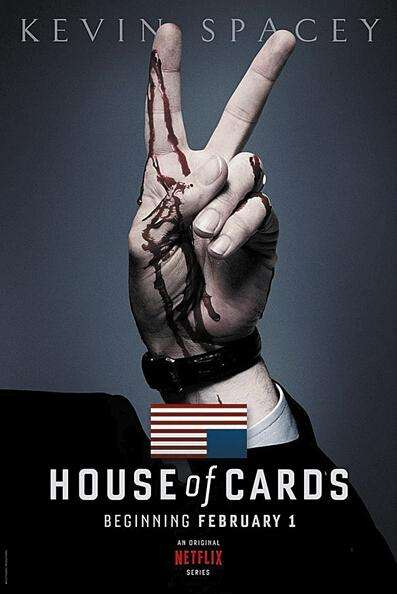 KEVIN SPACEY
HOUSE of CARDS
BEGINNING FEBRUARY 1
AN ORIGINAL
NETFLIX
SERIES